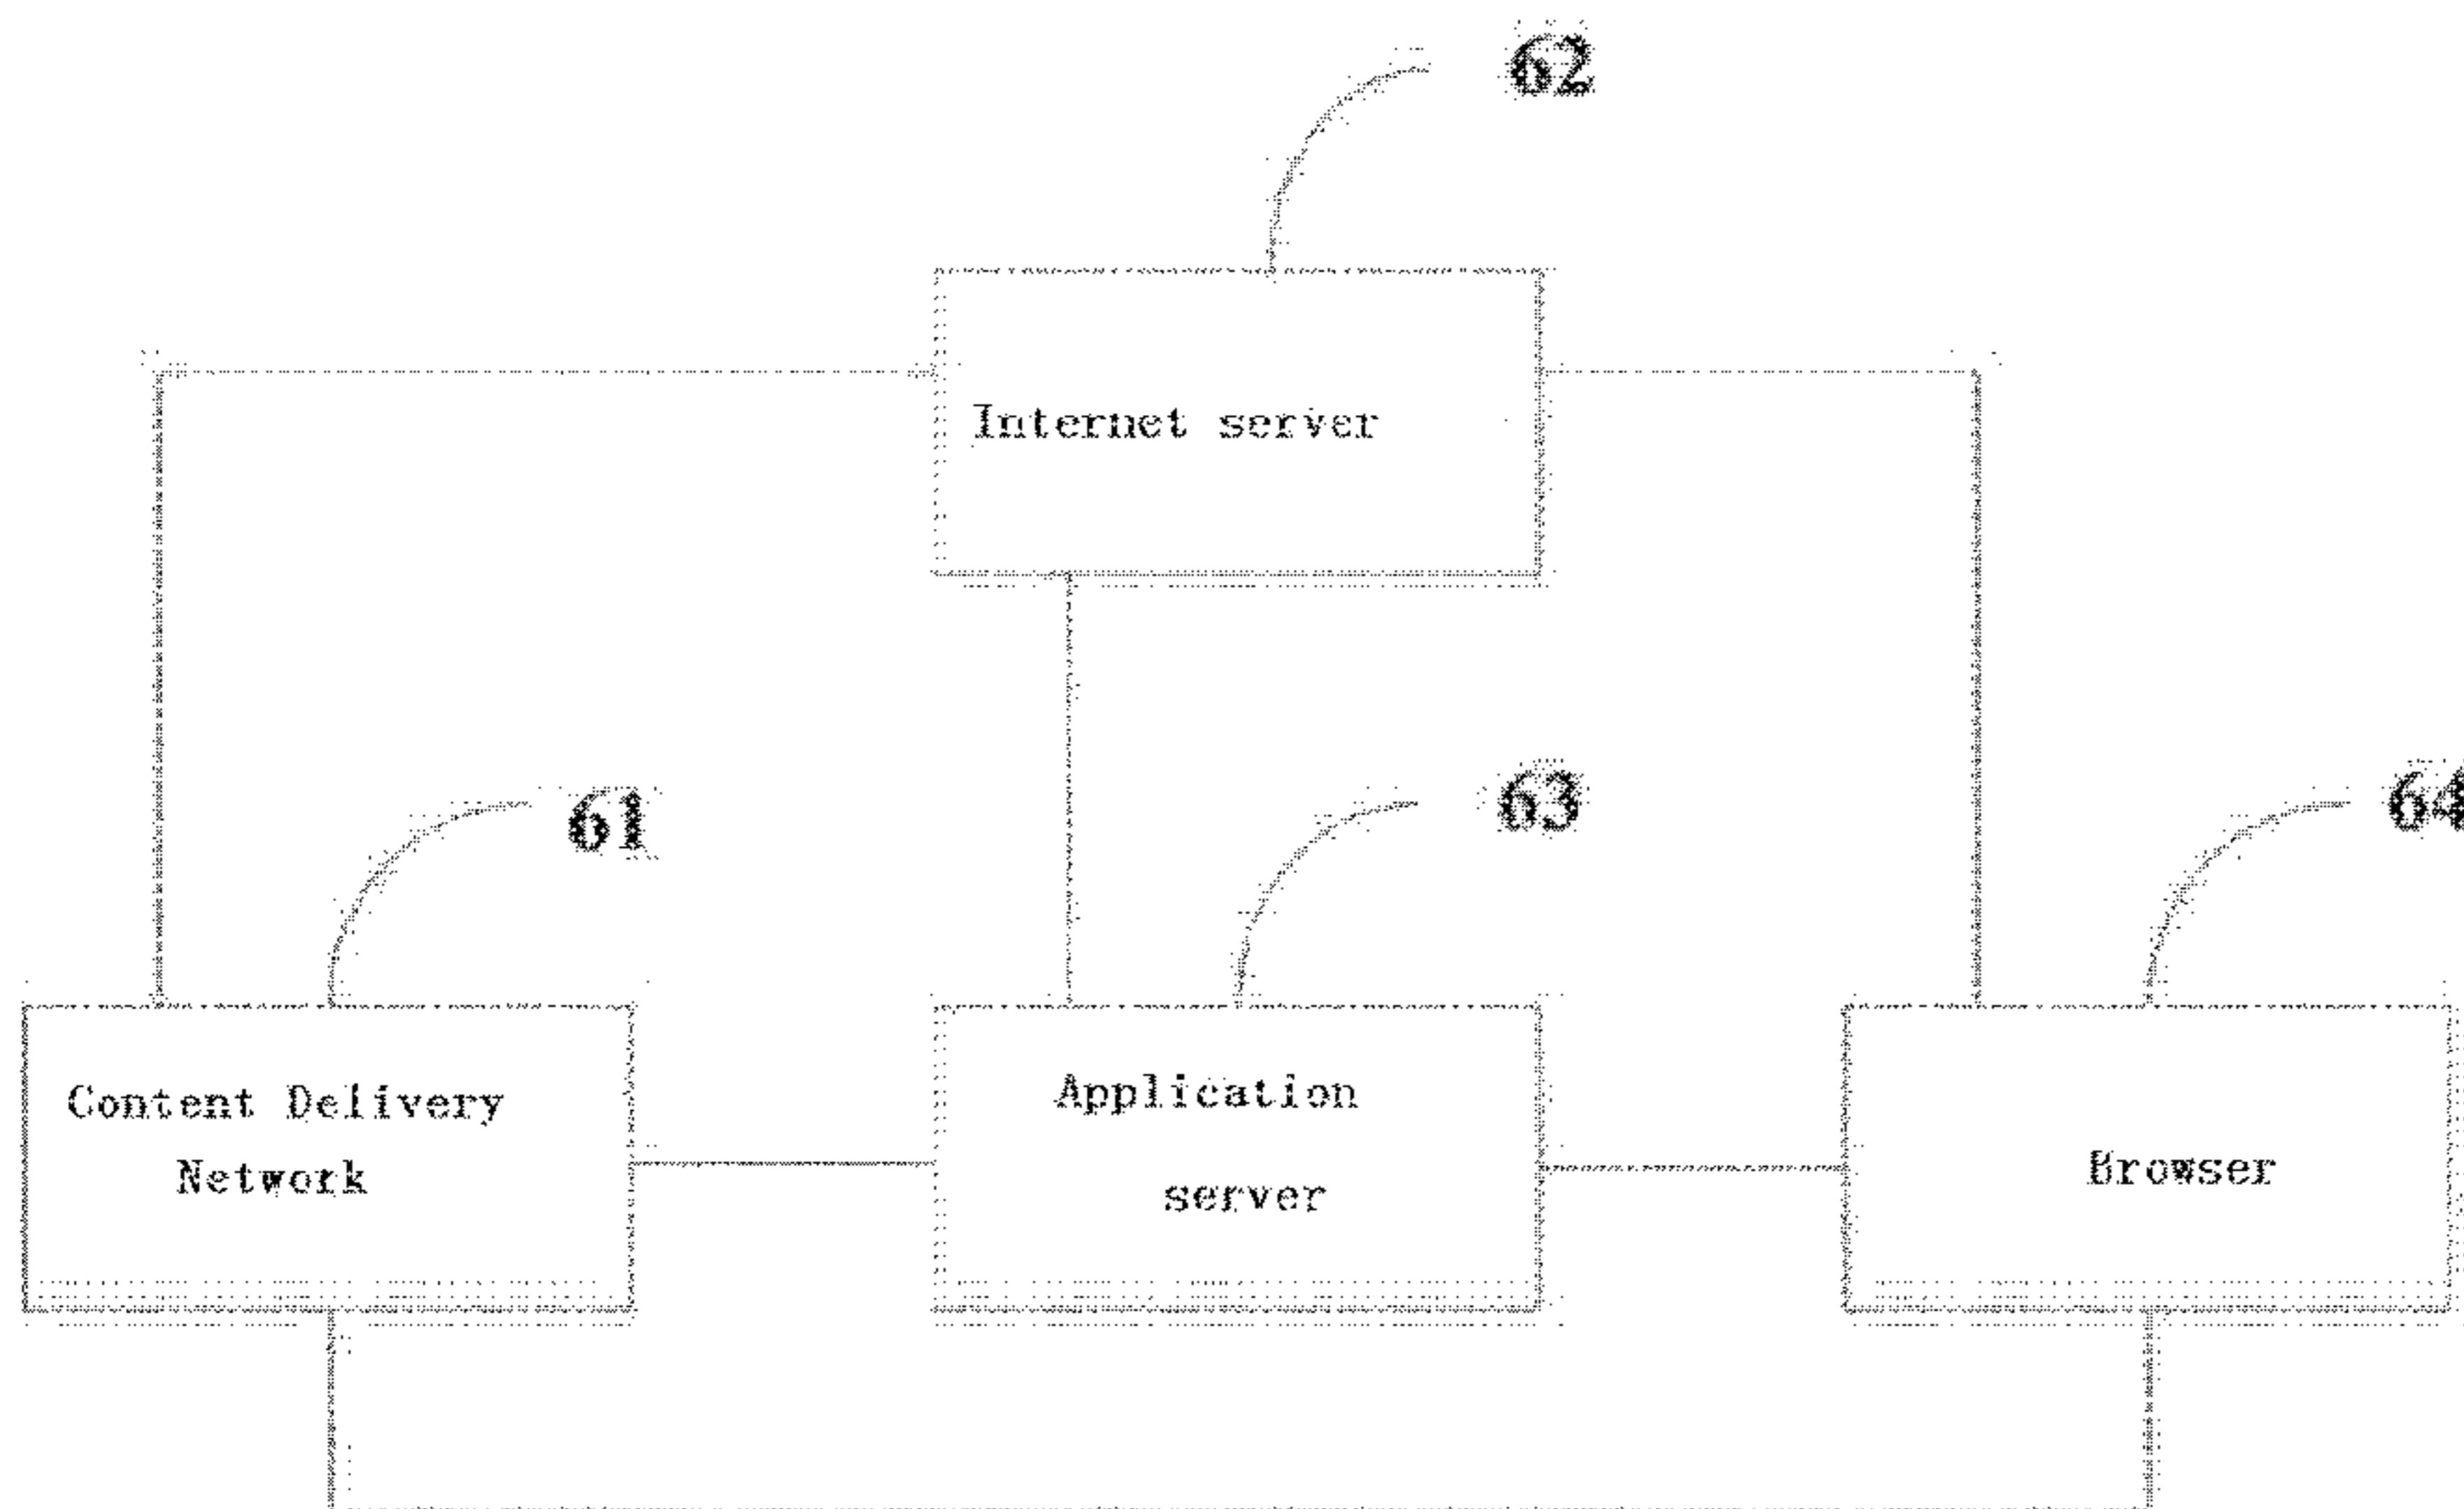 62
Internet server
61
63
64
Content Delivery
Network
Application
server
Browser